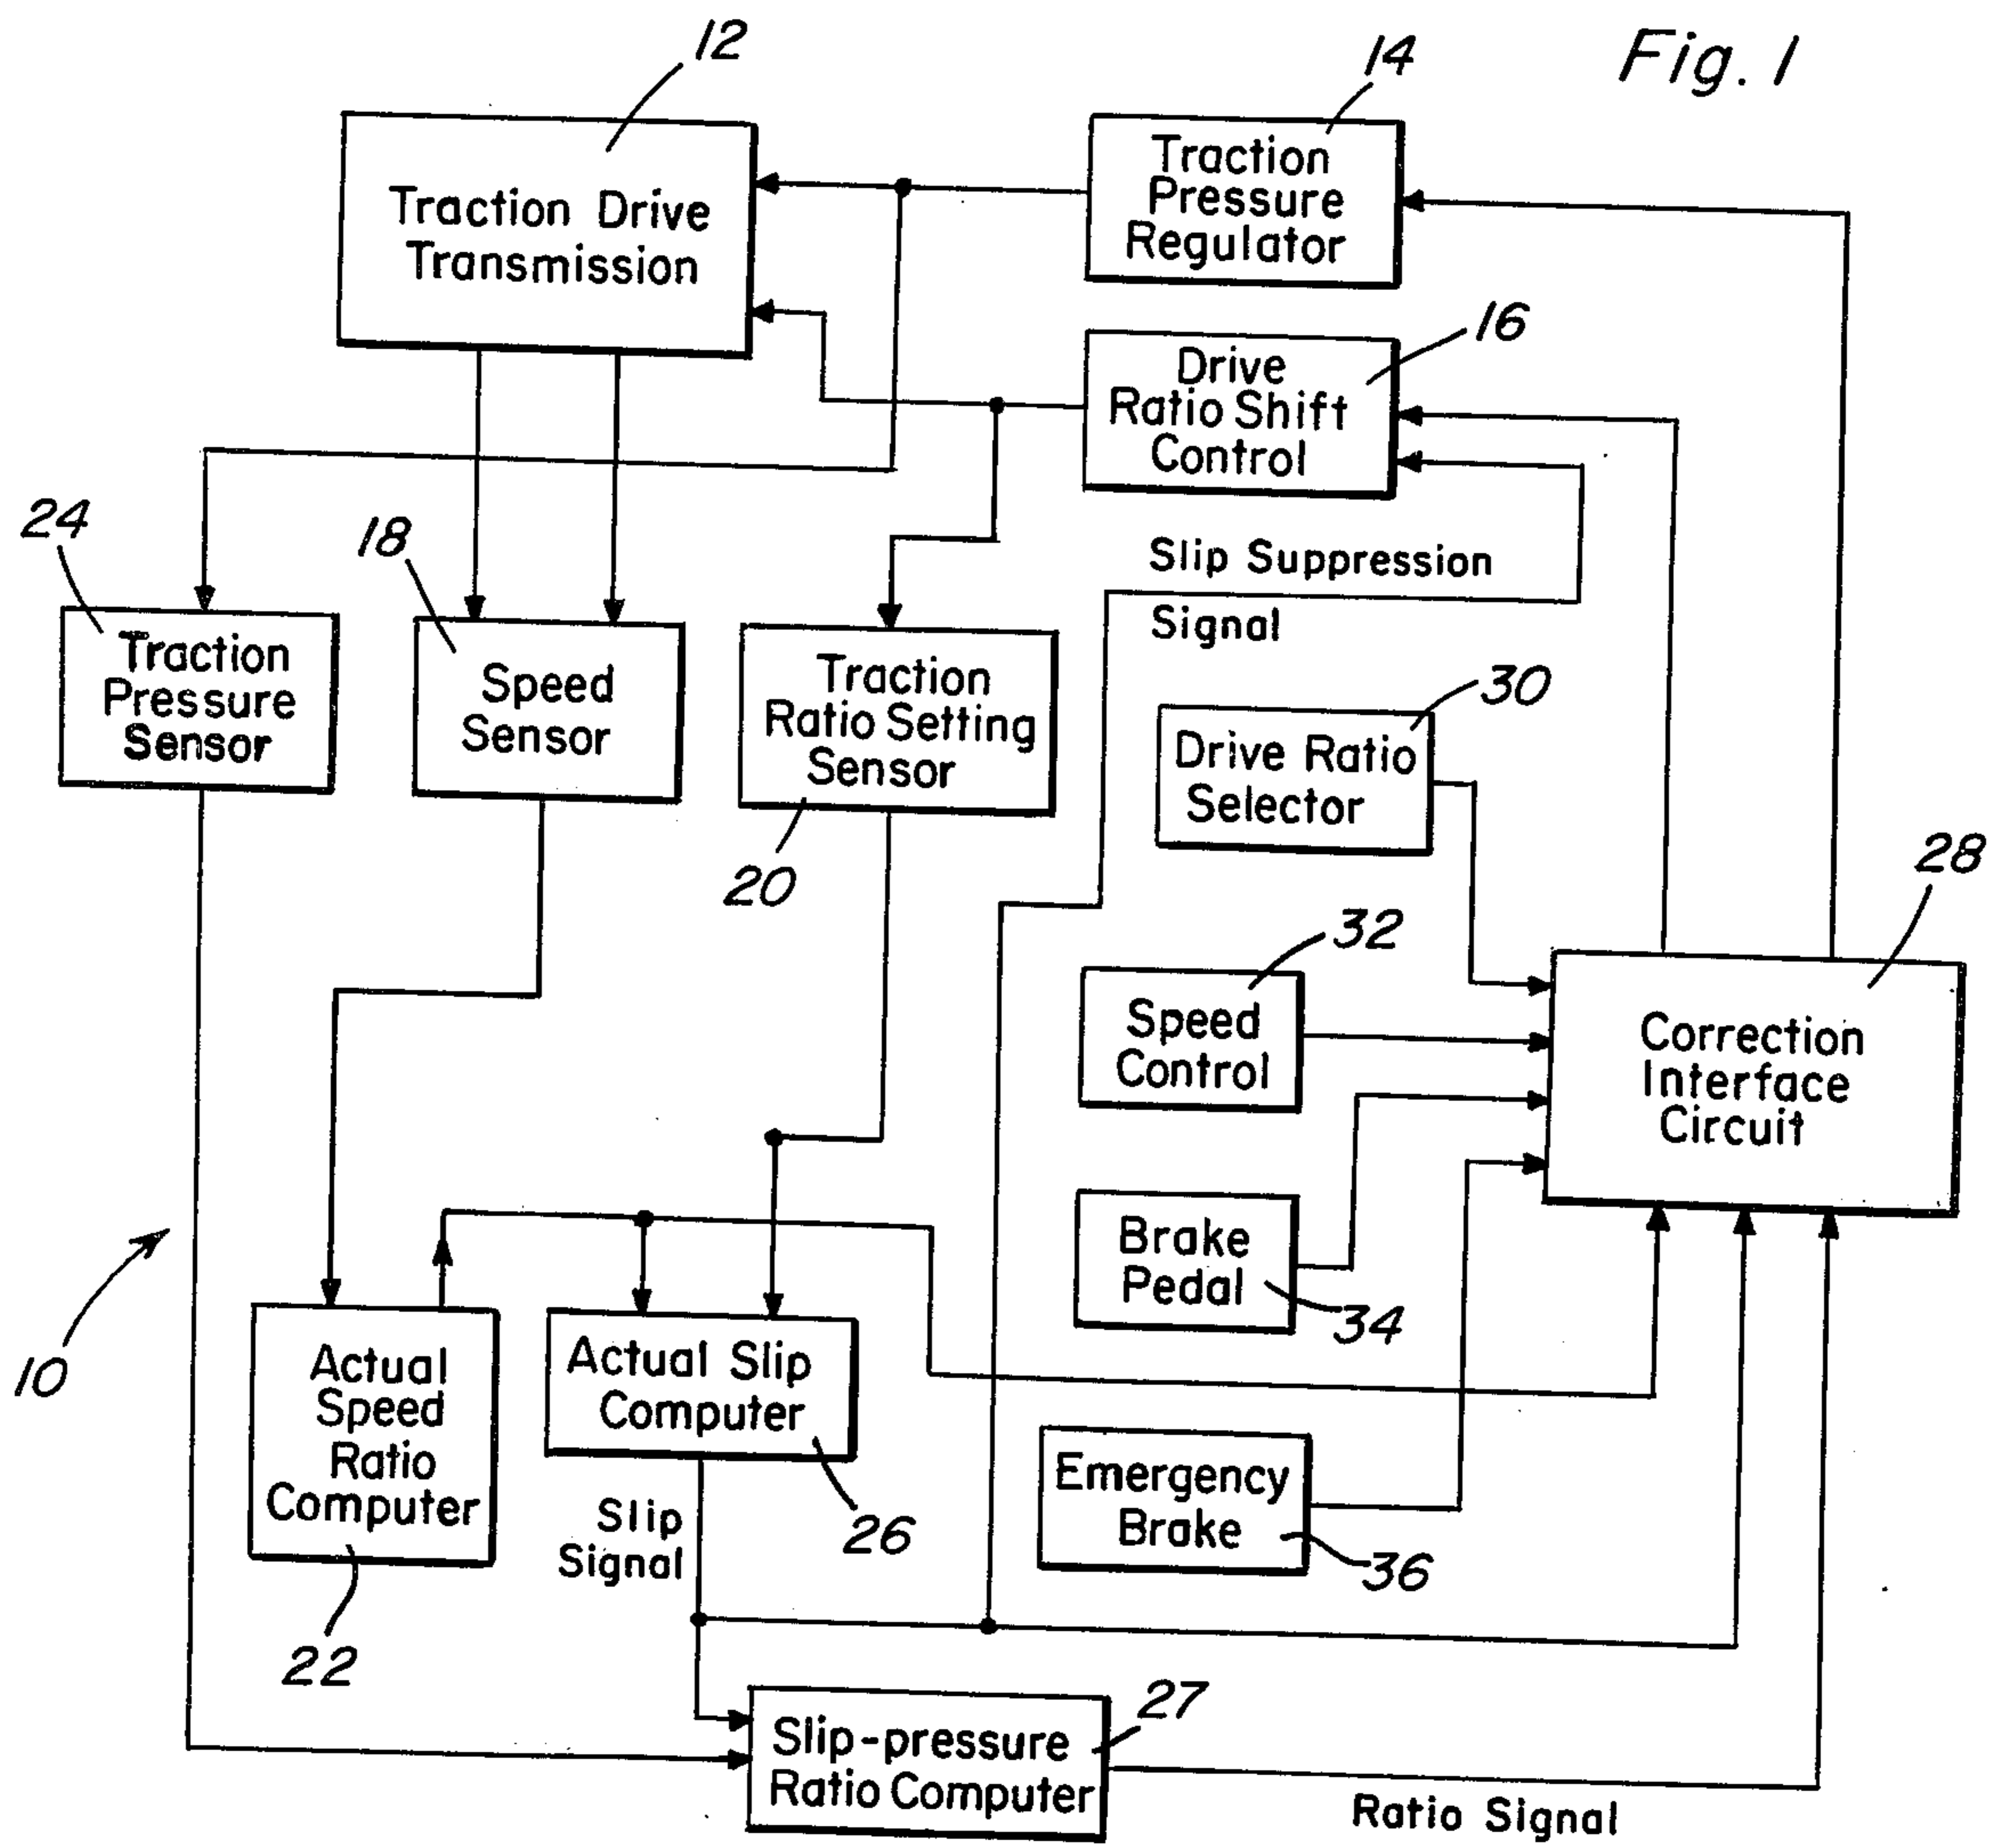 Fig. 1
12
14
Traction Drive
Transmission
Traction
Pressure
Regulator
16
Drive
Ratio Shift
Control
24
18
Slip Suppression
Signal
Traction
Pressure
Sensor
Speed
Sensor
Traction
Ratio Setting
Sensor
20
30
Drive Ratio
Selector
28
32
Speed
Control
Correction
Interface
Circuit
10
Brake
Pedal
34
Actual
Speed
Ratio
Computer
22
Actual Slip
Computer
26
Slip
Signal
Emergency
Brake
36
27
Slip-pressure
Ratio Computer
Ratio Signal